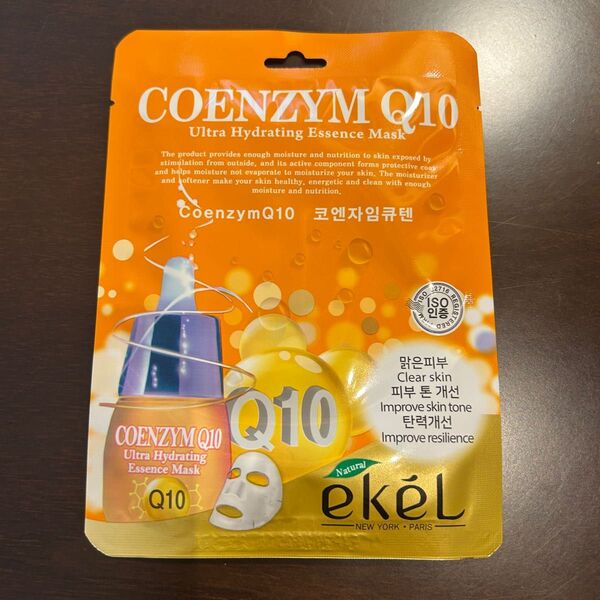 COENZYM Q10
Ultra Hydrating Essence Mask
The product provides enough moisture and nutrition to skin exposed by
stimulation from outside, and its active component forms protective coat
and helps moisture not evaporate to moisturize your skin. The moisturizer
and softener make your skin healthy, energetic and clean with enough
moisture and nutrition.
CoenzymQ10 코엔자임큐텐
ISO
인증
22716 REGISTERED
맑은피부
Clear skin
피부 톤 개선
Improve skin tone
탄력개선
Improve resilience
Q10
COENZYM Q10
Ultra Hydrating
Essence Mask
Q10
Natural
ekéL
NEW YORK • PARIS